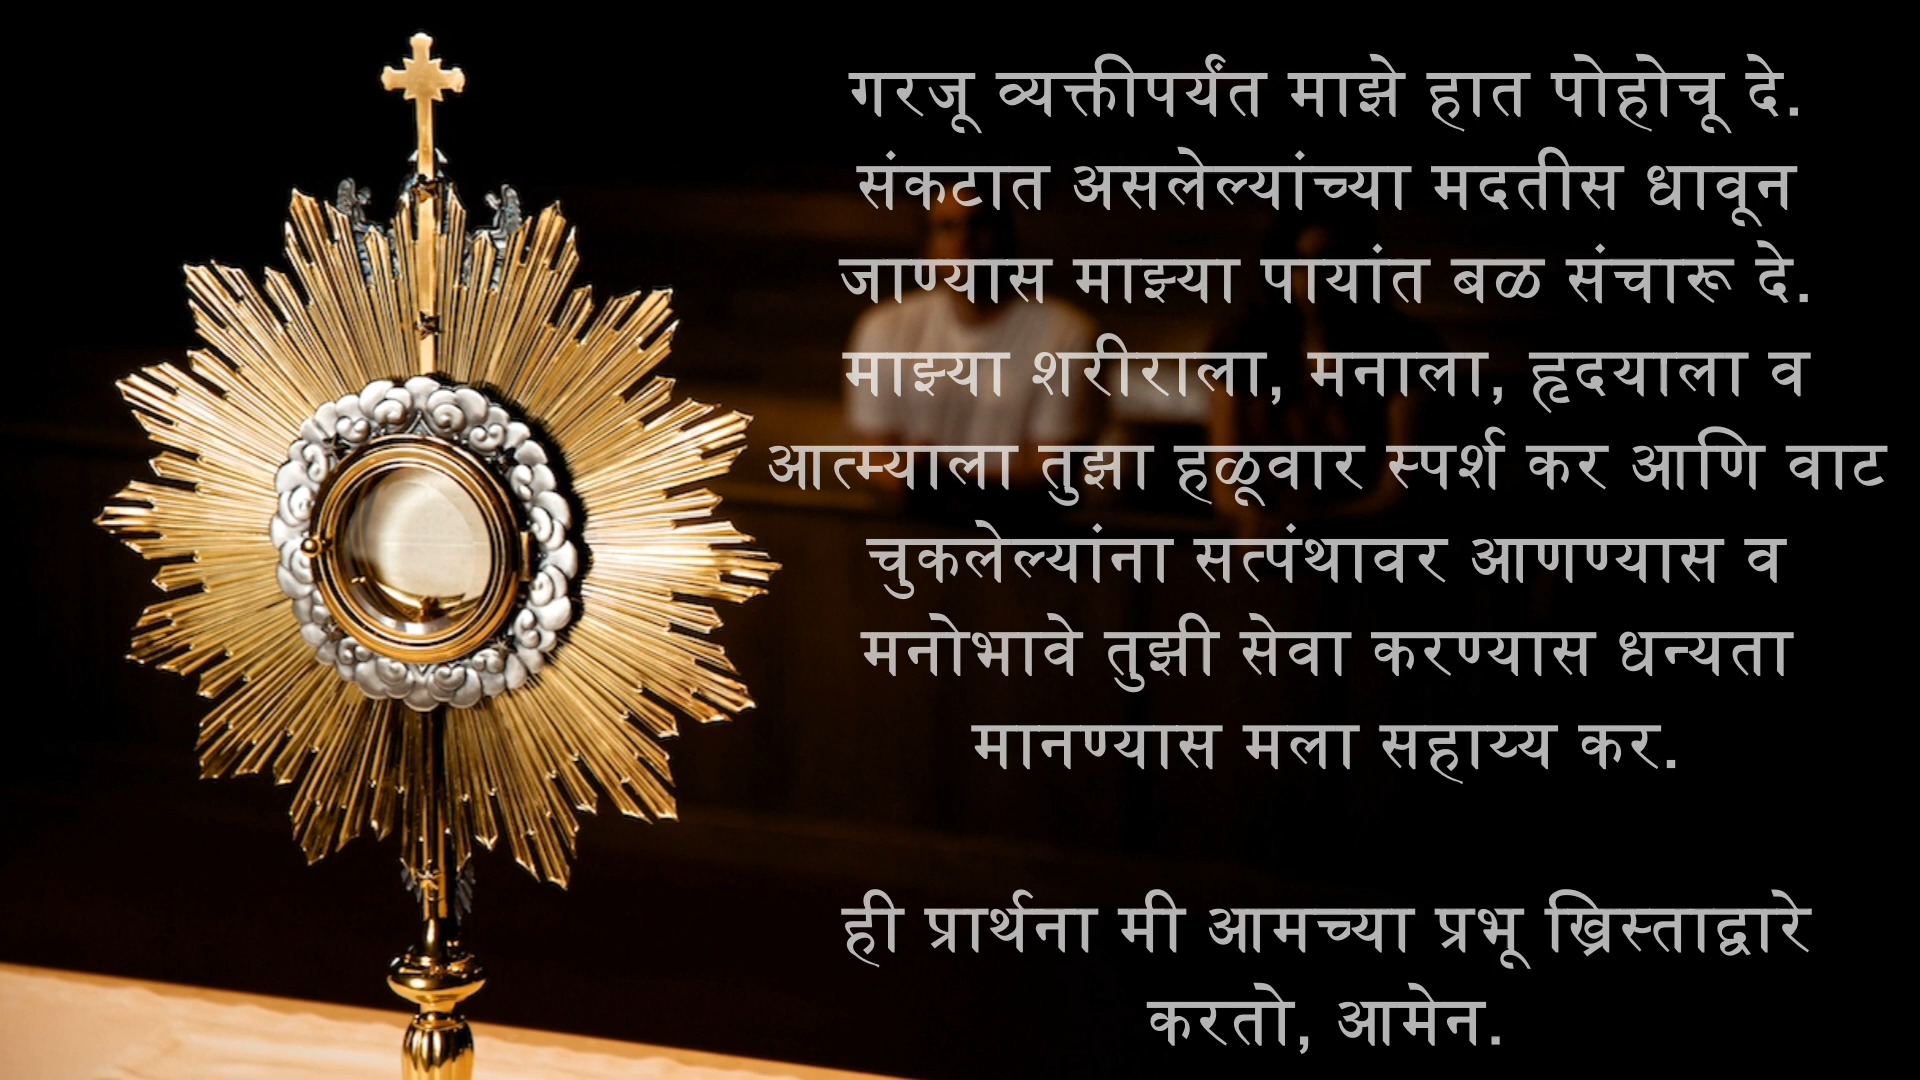 गरजू व्यक्तीपर्यंत माझे हात पोहोचू दे.
संकटात असलेल्यांच्या मदतीस धावून
जाण्यास माझ्या पायांत बळ संचारू दे.
माझ्या शरीराला, मनाला, हृदयाला व
आत्म्याला तुझा हळूवार स्पर्श कर आणि वाट
चुकलेल्यांना सत्पंथावर आणण्यास व
मनोभावे तुझी सेवा करण्यास धन्यता
मानण्यास मला सहाय्य कर.
ही प्रार्थना मी आमच्या प्रभू ख्रिस्ताद्वारे
करतो, आमेन.